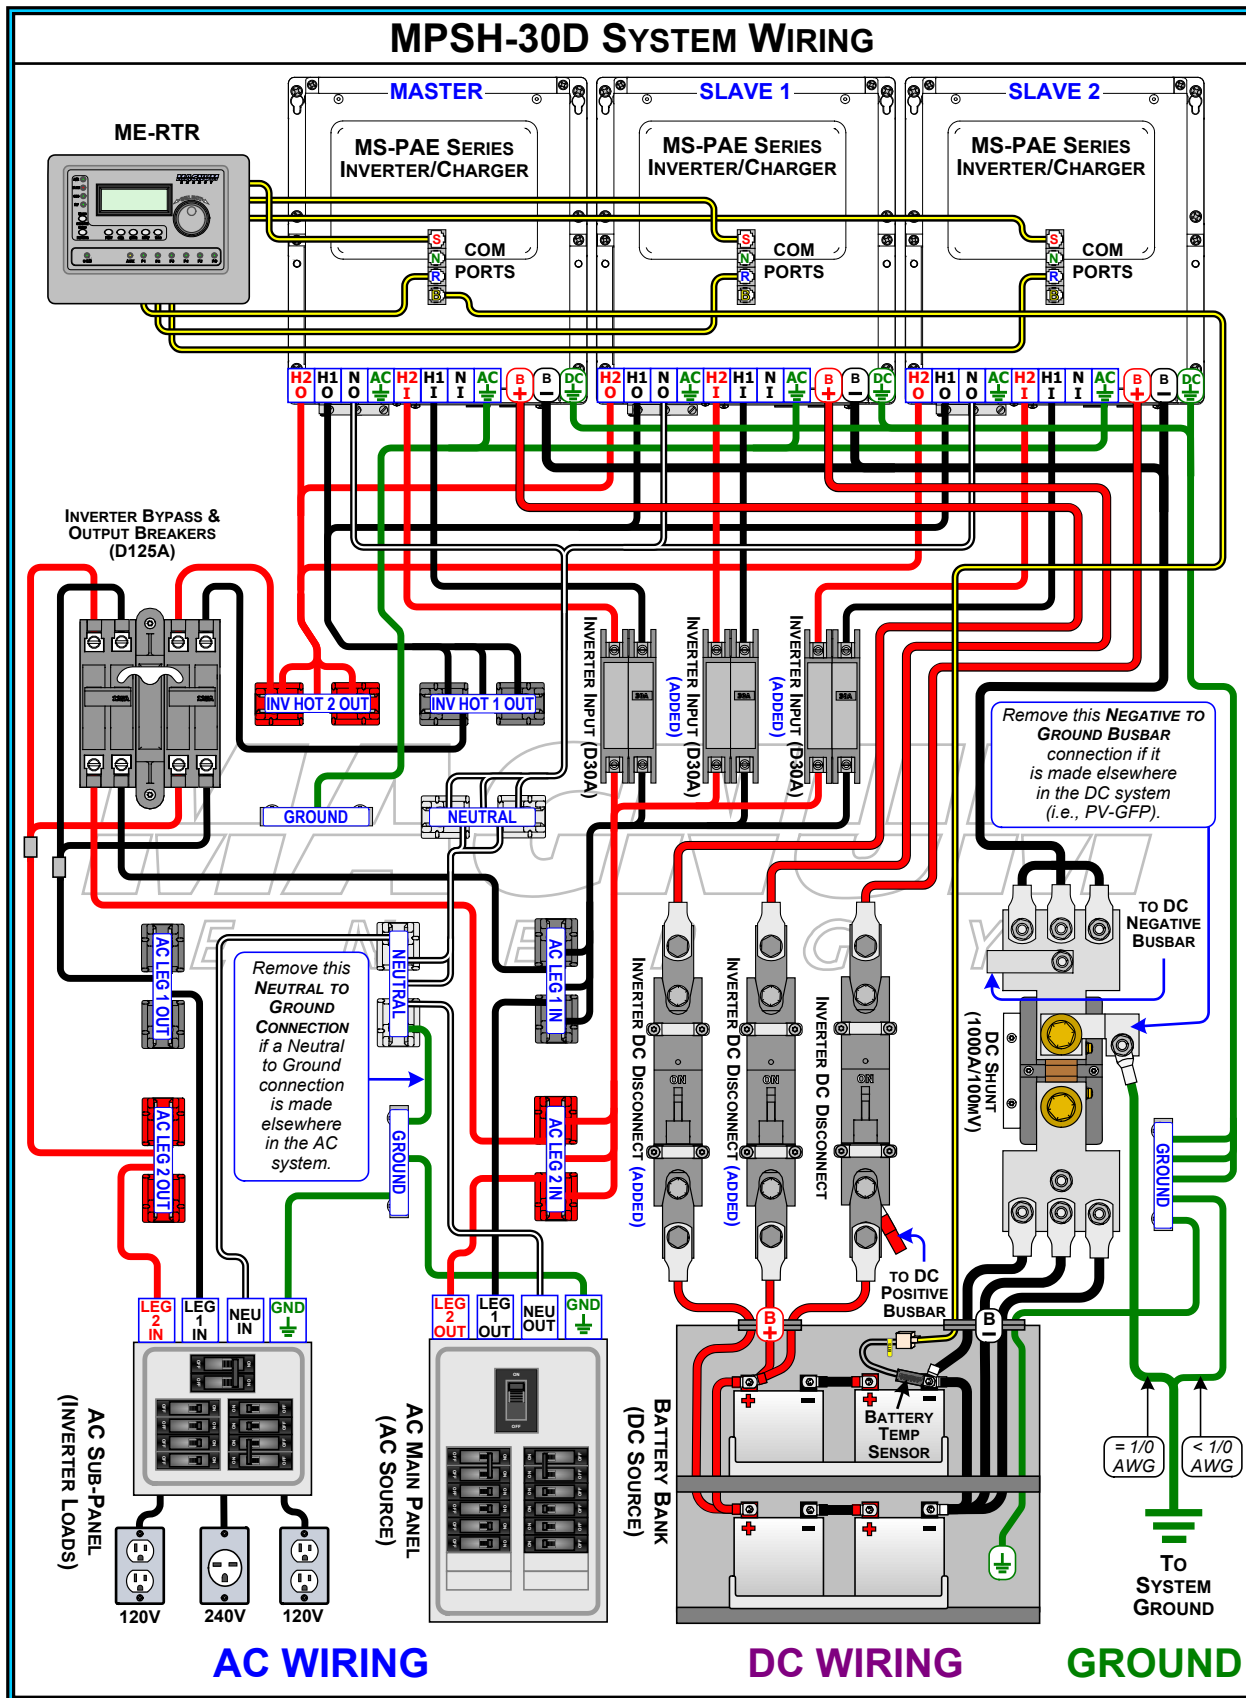 MPSH-30D SYSTEM WIRING
MASTER
SLAVE 1
SLAVE 2
ME-RTR
MS-PAE SERIES
INVERTER/CHARGER
MS-PAE SERIES
INVERTER/CHARGER
MS-PAE SERIES
INVERTER/CHARGER
S
N
R
B
COM
PORTS
S
N
R
B
COM
PORTS
S
N
R
B
COM
PORTS
H2 O
H1 O
N O
AC
H2 I
H1 I
N I
AC
B +
B –
DC
H2 O
H1 O
N O
AC
H2 I
H1 I
N I
AC
B +
B –
DC
H2 O
H1 O
N O
AC
H2 I
H1 I
N I
AC
B +
B –
DC
INVERTER BYPASS &
OUTPUT BREAKERS
(D125A)
INV HOT 2 OUT
INV HOT 1 OUT
GROUND
NEUTRAL
INVERTER INPUT (D30A)
INVERTER INPUT (D30A)
(ADDED)
INVERTER INPUT (D30A)
(ADDED)
30A
30A
30A
Remove this NEGATIVE TO
GROUND BUSBAR
connection if it
is made elsewhere
in the DC system
(i.e., PV-GFP).
MAGNUM
ENERGY
TO DC
NEGATIVE
BUSBAR
AC LEG 1 OUT
NEUTRAL
AC LEG 1 IN
Remove this
NEUTRAL TO
GROUND
CONNECTION
if a Neutral
to Ground
connection
is made
elsewhere
in the AC
system.
AC LEG 2 OUT
GROUND
AC LEG 2 IN
INVERTER DC DISCONNECT (ADDED)
INVERTER DC DISCONNECT (ADDED)
INVERTER DC DISCONNECT
ON
ON
ON
DC SHUNT
(1000A/100MV)
GROUND
TO DC
POSITIVE
BUSBAR
LEG
2
IN
LEG
1
IN
NEU
IN
GND
LEG
2
OUT
LEG
1
OUT
NEU
OUT
GND
B
+
B
–
AC SUB-PANEL
(INVERTER LOADS)
AC MAIN PANEL
(AC SOURCE)
ON
OFF
BATTERY BANK
(DC SOURCE)
BATTERY
TEMP
SENSOR
= 1/0
AWG
< 1/0
AWG
TO
SYSTEM
GROUND
120V
240V
120V
AC WIRING
DC WIRING
GROUND